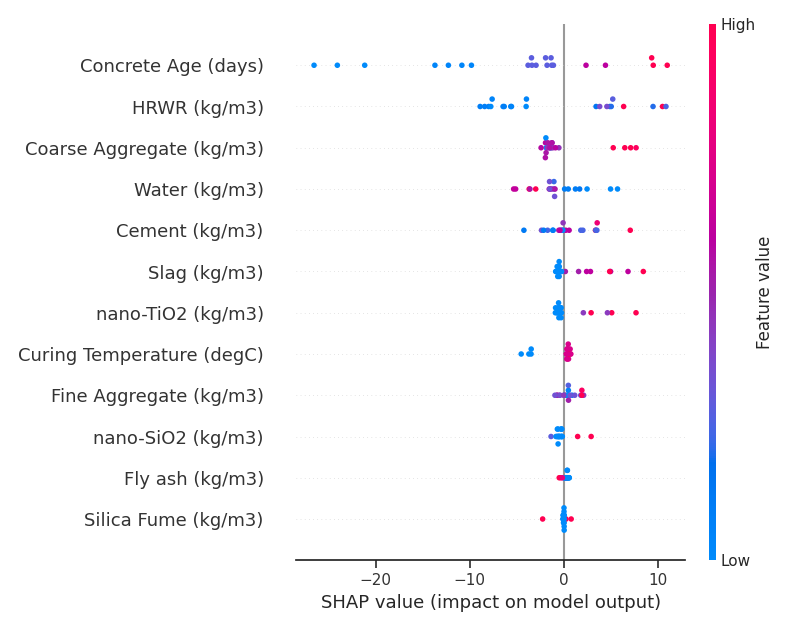 High
Concrete Age (days)
HRWR (kg/m3)
Coarse Aggregate (kg/m3)
Water (kg/m3)
Cement (kg/m3)
Slag (kg/m3)
nano-TiO2 (kg/m3)
Curing Temperature (degC)
Fine Aggregate (kg/m3)
nano-SiO2 (kg/m3)
Fly ash (kg/m3)
Silica Fume (kg/m3)
Feature value
Low
−20 −10 0 10
SHAP value (impact on model output)